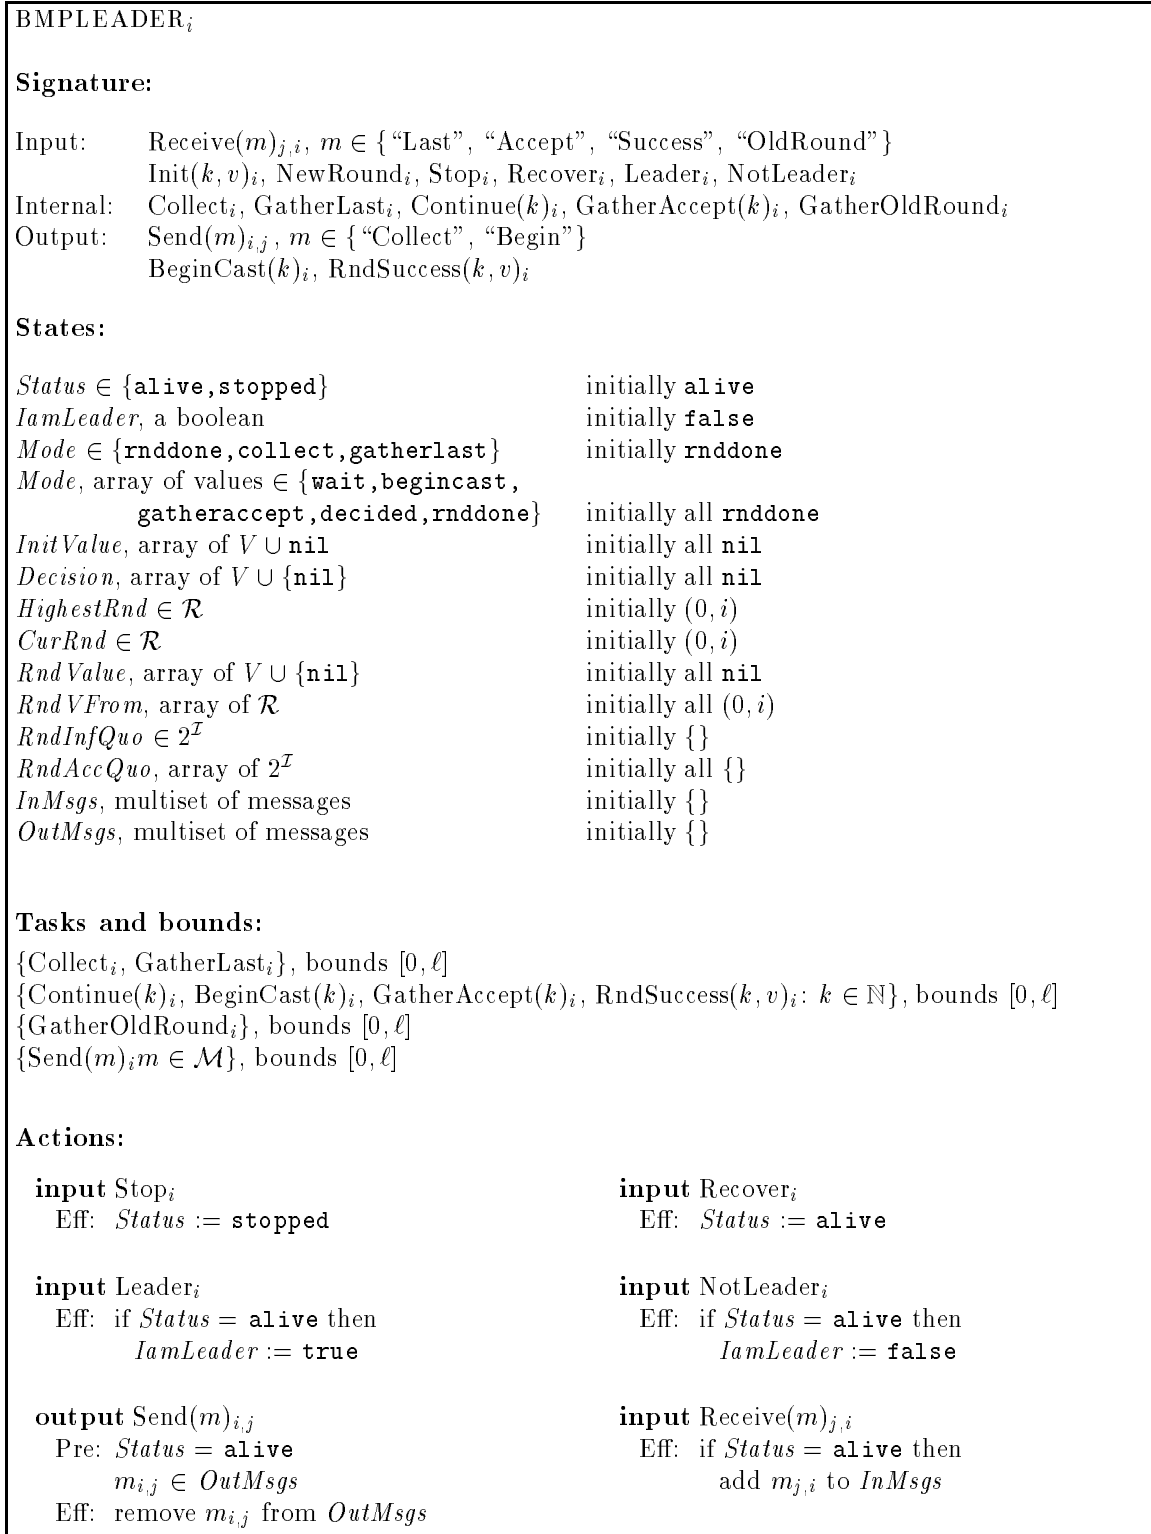 BMPLEADERᵢ
Signature:
Input: Receive(m)ⱼ,ᵢ, m ∈ {“Last”, “Accept”, “Success”, “OldRound”}
Init(k, v)ᵢ, NewRoundᵢ, Stopᵢ, Recoverᵢ, Leaderᵢ, NotLeaderᵢ
Internal: Collectᵢ, GatherLastᵢ, Continue(k)ᵢ, GatherAccept(k)ᵢ, GatherOldRoundᵢ
Output: Send(m)ᵢ,ⱼ, m ∈ {“Collect”, “Begin”}
BeginCast(k)ᵢ, RndSuccess(k, v)ᵢ
States:
Status ∈ {alive,stopped} initially alive
IamLeader, a boolean initially false
Mode ∈ {rnddone,collect,gatherlast} initially rnddone
Mode, array of values ∈ {wait,begincast,
gatheraccept,decided,rnddone} initially all rnddone
InitValue, array of V ∪ nil initially all nil
Decision, array of V ∪ {nil} initially all nil
HighestRnd ∈ ℛ initially (0, i)
CurRnd ∈ ℛ initially (0, i)
RndValue, array of V ∪ {nil} initially all nil
RndVFrom, array of ℛ initially all (0, i)
RndInfQuo ∈ 2^ℐ initially {}
RndAccQuo, array of 2^ℐ initially all {}
InMsgs, multiset of messages initially {}
OutMsgs, multiset of messages initially {}
Tasks and bounds:
{Collectᵢ, GatherLastᵢ}, bounds [0, ℓ]
{Continue(k)ᵢ, BeginCast(k)ᵢ, GatherAccept(k)ᵢ, RndSuccess(k, v)ᵢ: k ∈ ℕ}, bounds [0, ℓ]
{GatherOldRoundᵢ}, bounds [0, ℓ]
{Send(m)ᵢm ∈ ℳ}, bounds [0, ℓ]
Actions:
input Stopᵢ
Eff: Status := stopped
input Recoverᵢ
Eff: Status := alive
input Leaderᵢ
Eff: if Status = alive then
IamLeader := true
input NotLeaderᵢ
Eff: if Status = alive then
IamLeader := false
output Send(m)ᵢ,ⱼ
Pre: Status = alive
mᵢ,ⱼ ∈ OutMsgs
Eff: remove mᵢ,ⱼ from OutMsgs
input Receive(m)ⱼ,ᵢ
Eff: if Status = alive then
add mⱼ,ᵢ to InMsgs